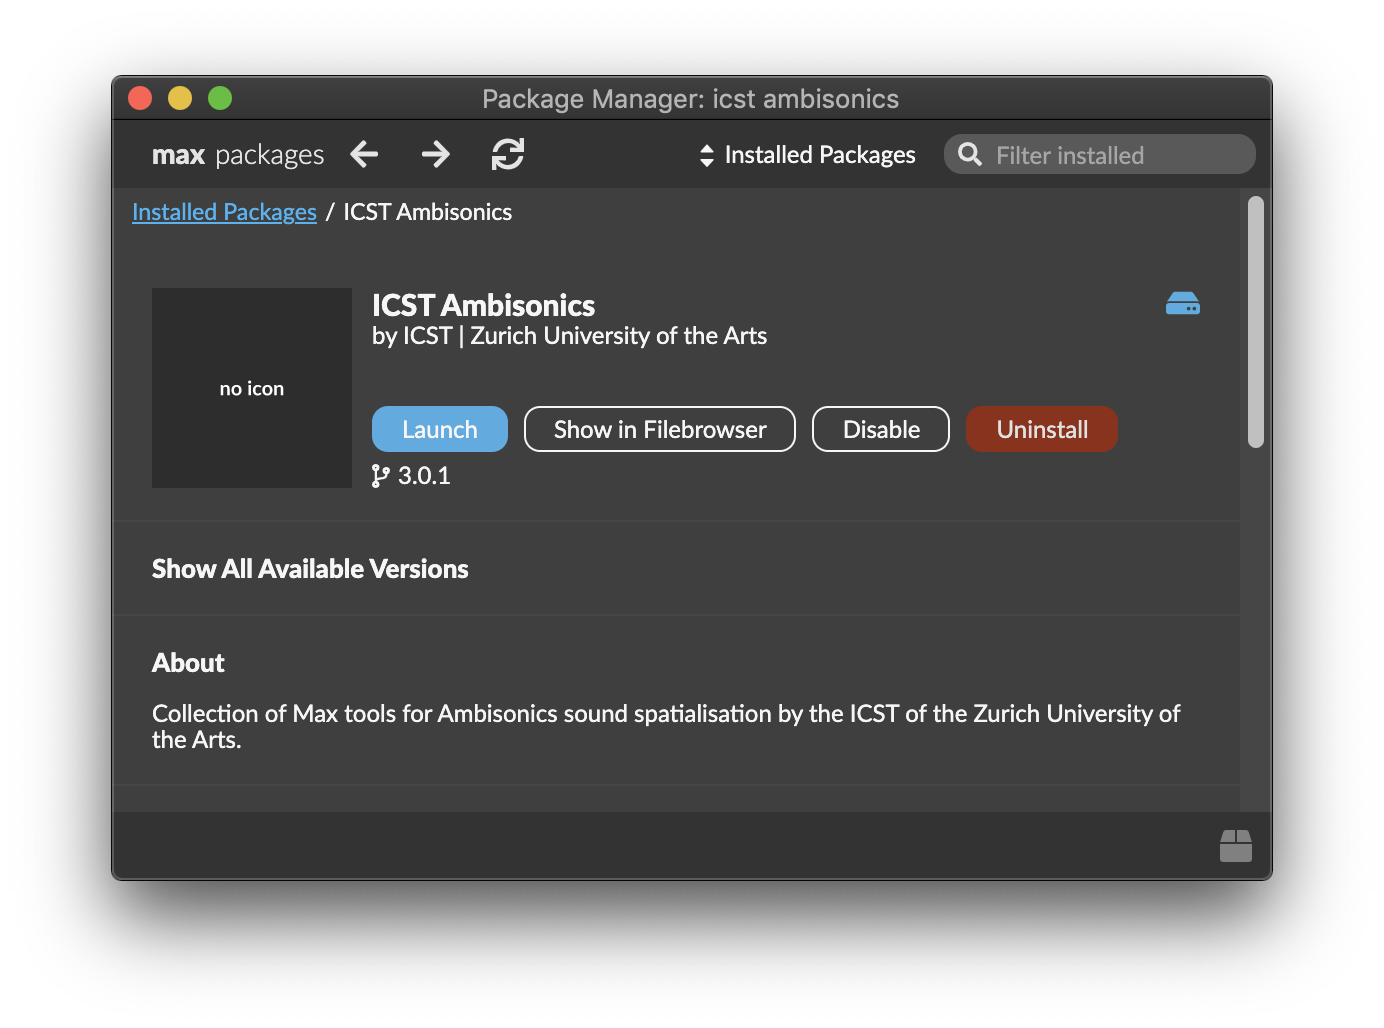 Package Manager: icst ambisonics
max packages
Installed Packages
Filter installed
Installed Packages / ICST Ambisonics
no icon
ICST Ambisonics
by ICST | Zurich University of the Arts
Launch
Show in Filebrowser
Disable
Uninstall
3.0.1
Show All Available Versions
About
Collection of Max tools for Ambisonics sound spatialisation by the ICST of the Zurich University of
the Arts.